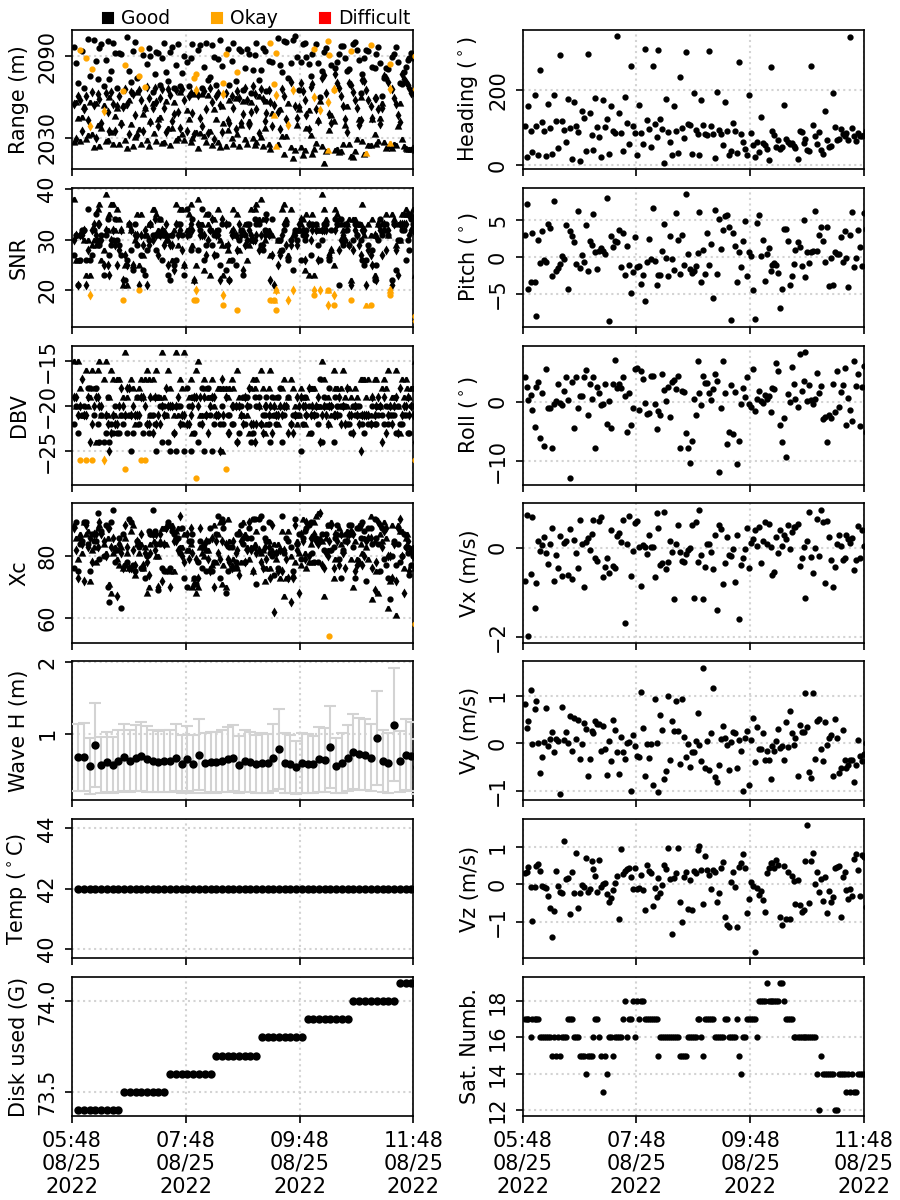 Good Okay Difficult
Range (m)
2090
2030
Heading (°)
200
0
SNR
40
30
20
Pitch (°)
5
0
−5
DBV
−15
−20
−25
Roll (°)
0
−10
Xc
80
60
Vx (m/s)
0
−2
Wave H (m)
2
1
Vy (m/s)
1
0
−1
Temp (°C)
44
42
40
Vz (m/s)
1
0
−1
Disk used (G)
74.0
73.5
Sat. Numb.
18
16
14
12
05:48 07:48 09:48 11:48
08/25 08/25 08/25 08/25
2022 2022 2022 2022
05:48 07:48 09:48 11:48
08/25 08/25 08/25 08/25
2022 2022 2022 2022